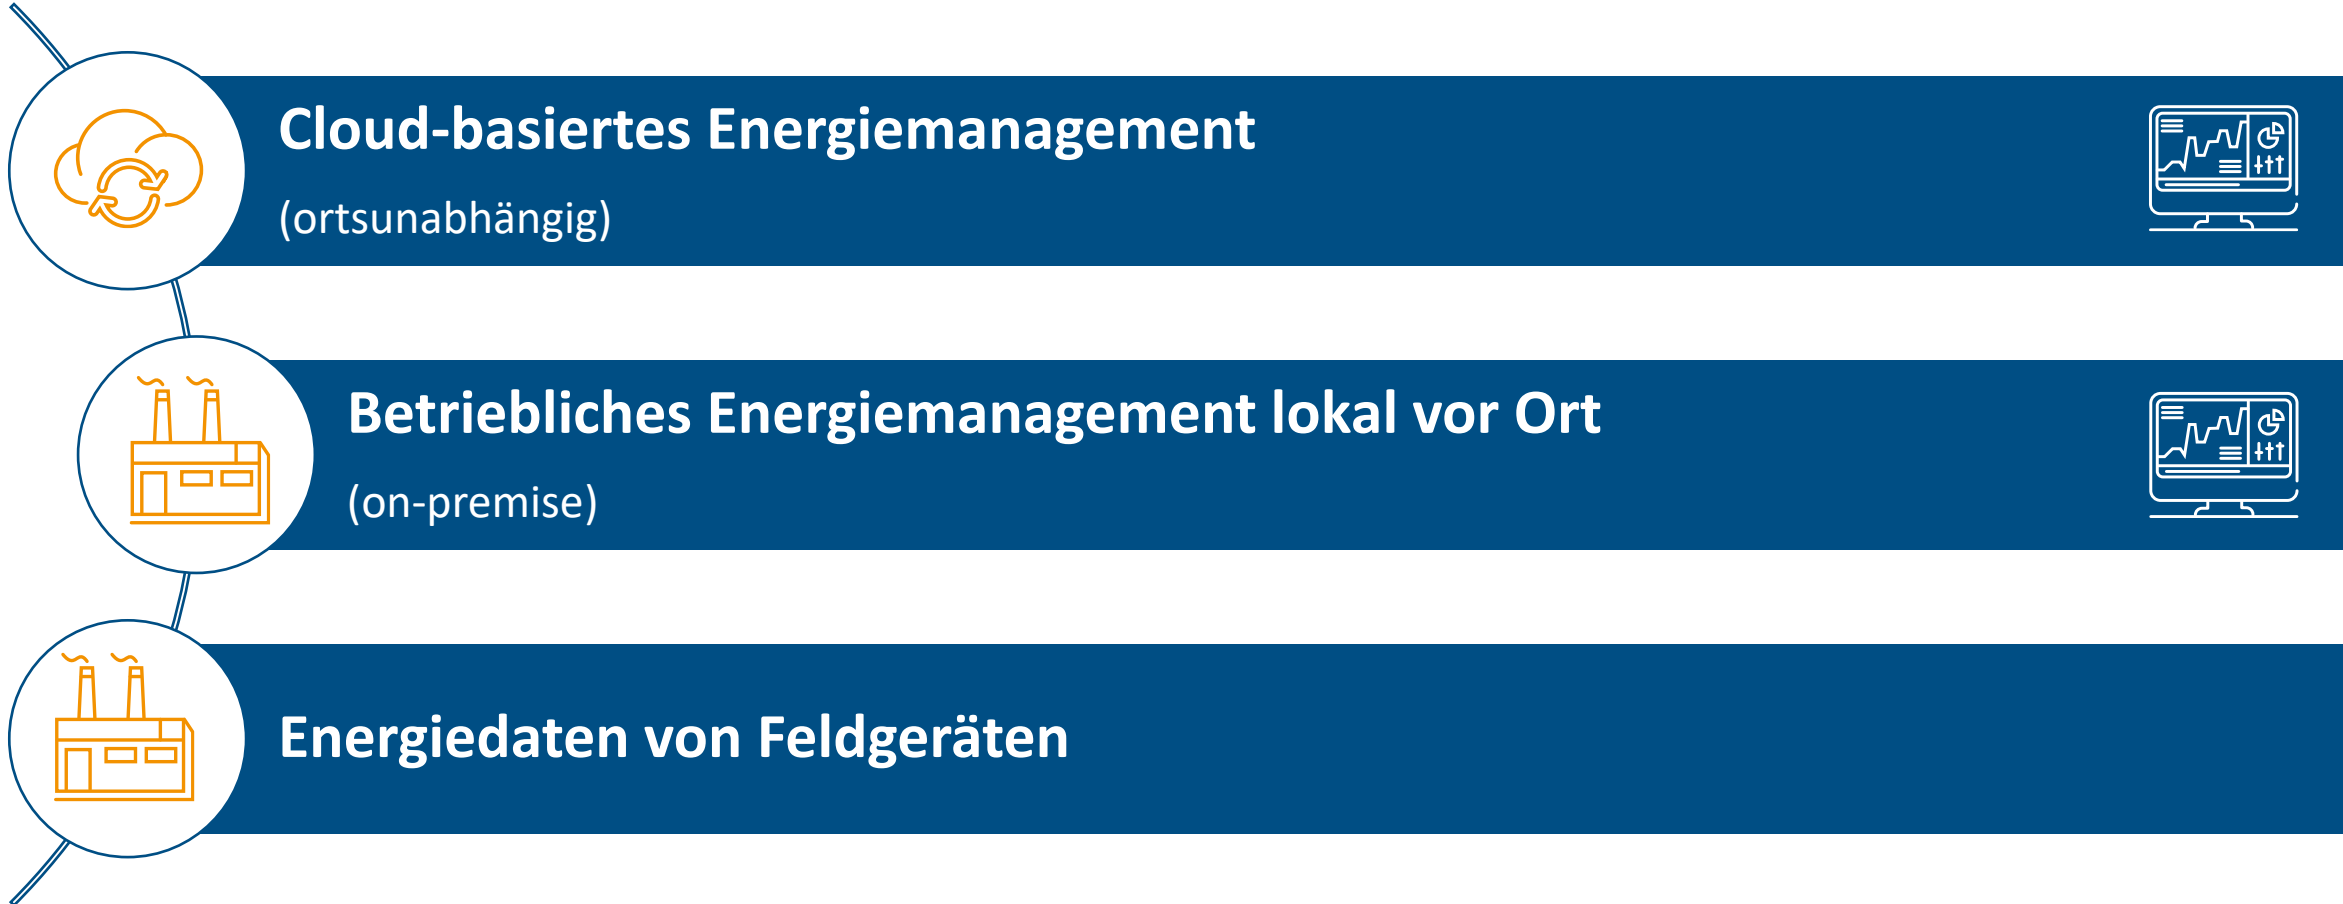 Cloud-basiertes Energiemanagement
(ortsunabhängig)
Betriebliches Energiemanagement lokal vor Ort
(on-premise)
Energiedaten von Feldgeräten